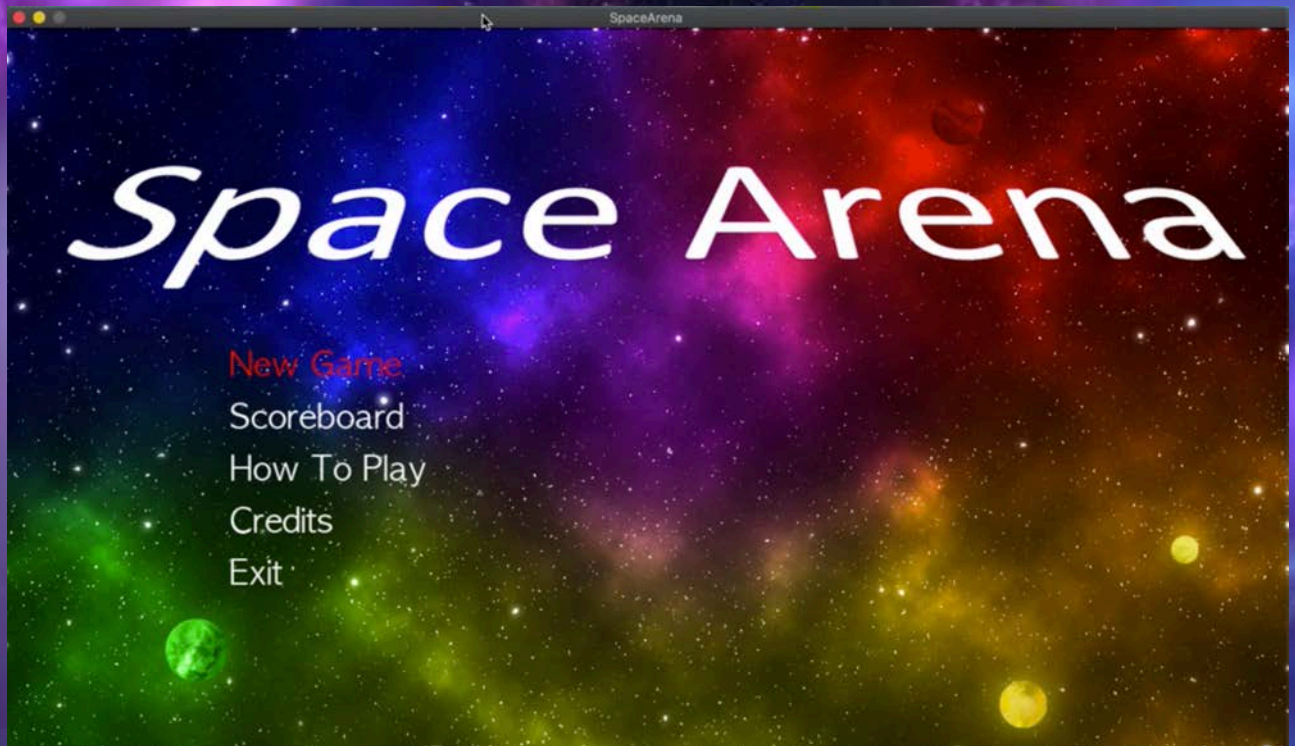 SpaceArena
Space Arena
New Game
Scoreboard
How To Play
Credits
Exit